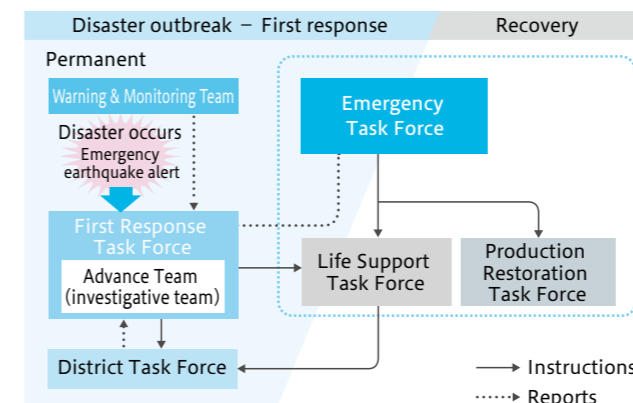 Disaster outbreak – First response
Recovery
Permanent
Warning & Monitoring Team
Disaster occurs
Emergency
earthquake alert
First Response
Task Force
Advance Team
(investigative team)
District Task Force
Emergency
Task Force
Life Support
Task Force
Production
Restoration
Task Force
Instructions
Reports